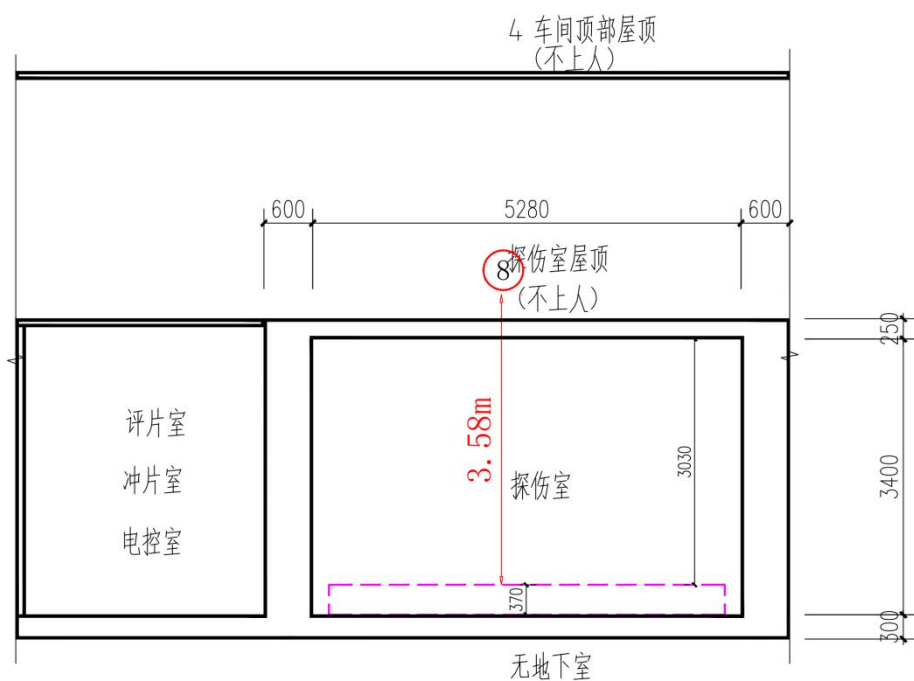 4 车间顶部屋顶
(不上人)
600
5280
600
探伤室屋顶
8
(不上人)
250
评片室
3.58m
3030
冲片室
探伤室
3400
电控室
370
300
无地下室